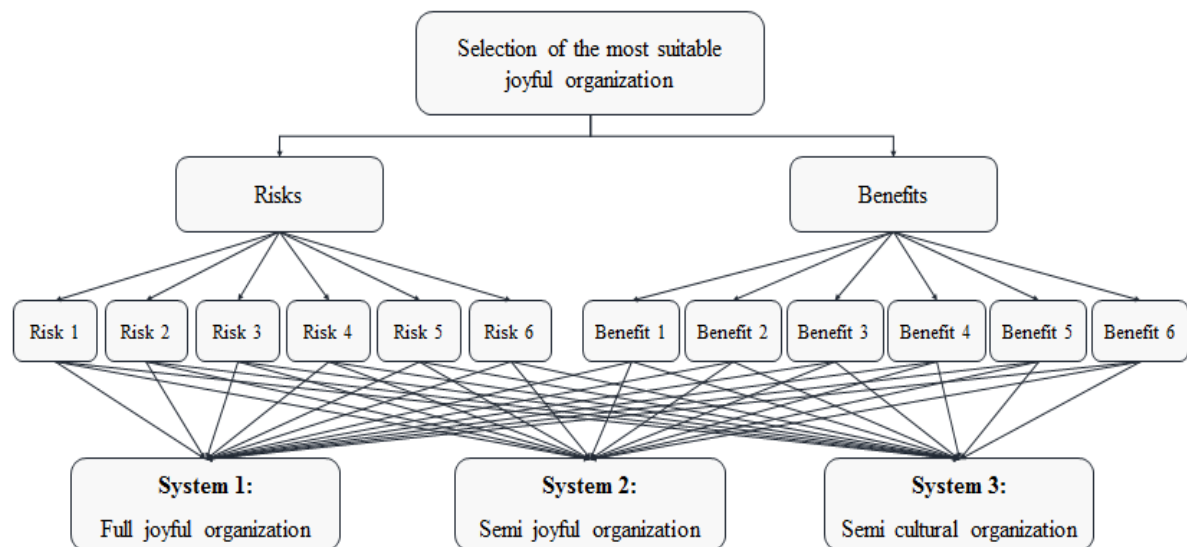 Selection of the most suitable
joyful organization
Risks
Benefits
Risk 1
Risk 2
Risk 3
Risk 4
Risk 5
Risk 6
Benefit 1
Benefit 2
Benefit 3
Benefit 4
Benefit 5
Benefit 6
System 1:
Full joyful organization
System 2:
Semi joyful organization
System 3:
Semi cultural organization